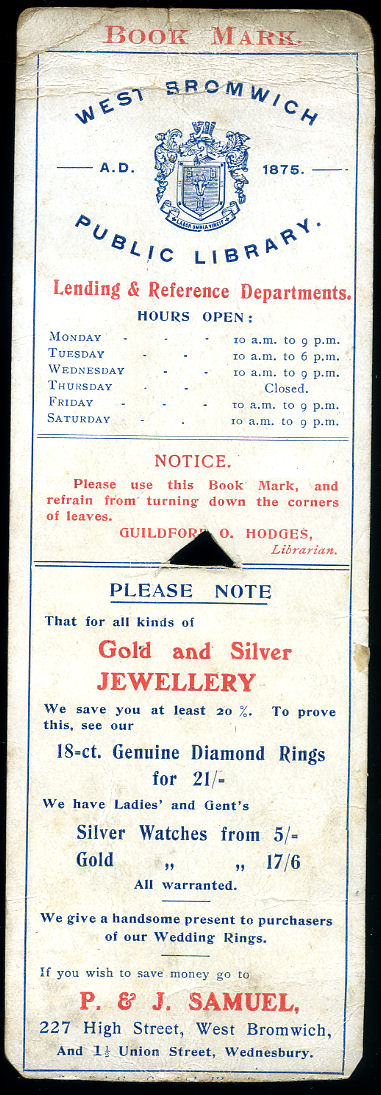 BOOK MARK.
WEST BROMWICH
A.D. 1875.
LABOR OMNIA VINCIT
PUBLIC LIBRARY.
Lending & Reference Departments.
HOURS OPEN:
MONDAY - - - 10 a.m. to 9 p.m.
TUESDAY - - 10 a.m. to 6 p.m.
WEDNESDAY - - 10 a.m. to 9 p.m.
THURSDAY - - Closed.
FRIDAY - - - 10 a.m. to 9 p.m.
SATURDAY - - 10 a.m. to 9 p.m.
NOTICE.
Please use this Book Mark, and
refrain from turning down the corners
of leaves.
GUILDFORD O. HODGES,
Librarian.
PLEASE NOTE
That for all kinds of
Gold and Silver
JEWELLERY
We save you at least 20 %. To prove
this, see our
18=ct. Genuine Diamond Rings
for 21/=
We have Ladies' and Gent's
Silver Watches from 5/=
Gold „ „ 17/6
All warranted.
We give a handsome present to purchasers
of our Wedding Rings.
If you wish to save money go to
P. & J. SAMUEL,
227 High Street, West Bromwich,
And 1½ Union Street, Wednesbury.